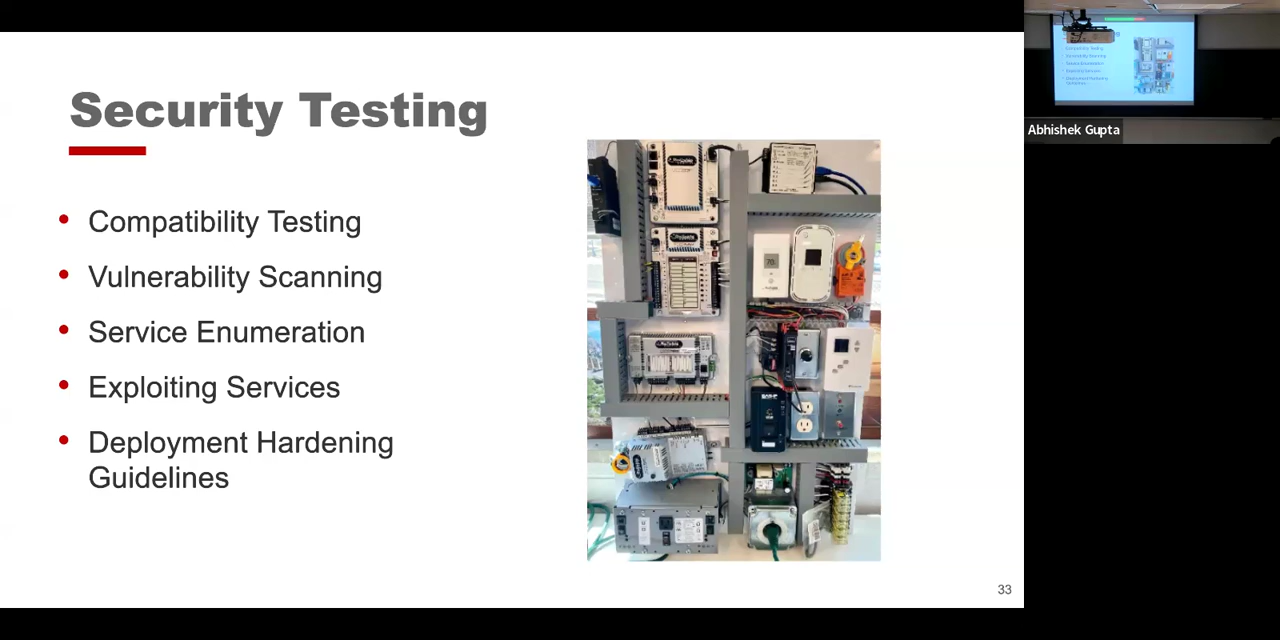 Security Testing
• Compatibility Testing
• Vulnerability Scanning
• Service Enumeration
• Exploiting Services
• Deployment Hardening
Guidelines
33
Abhishek Gupta